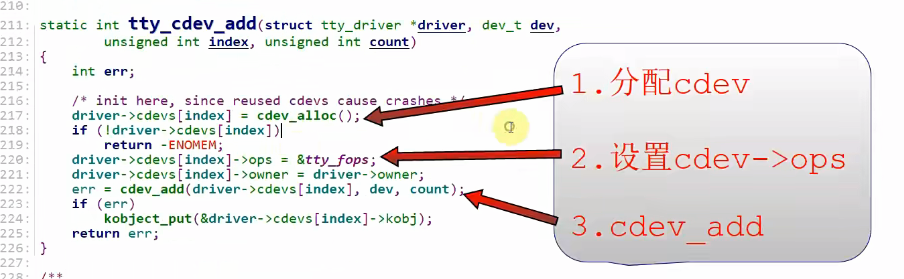 210:
211: static int tty_cdev_add(struct tty_driver *driver, dev_t dev,
212: unsigned int index, unsigned int count)
213: {
214: int err;
215:
216: /* init here, since reused cdevs cause crashes */
217: driver->cdevs[index] = cdev_alloc();
218: if (!driver->cdevs[index])
219: return -ENOMEM;
220: driver->cdevs[index]->ops = &tty_fops;
221: driver->cdevs[index]->owner = driver->owner;
222: err = cdev_add(driver->cdevs[index], dev, count);
223: if (err)
224: kobject_put(&driver->cdevs[index]->kobj);
225: return err;
226: }
227:
228: /**
1.分配cdev
2.设置cdev->ops
3.cdev_add